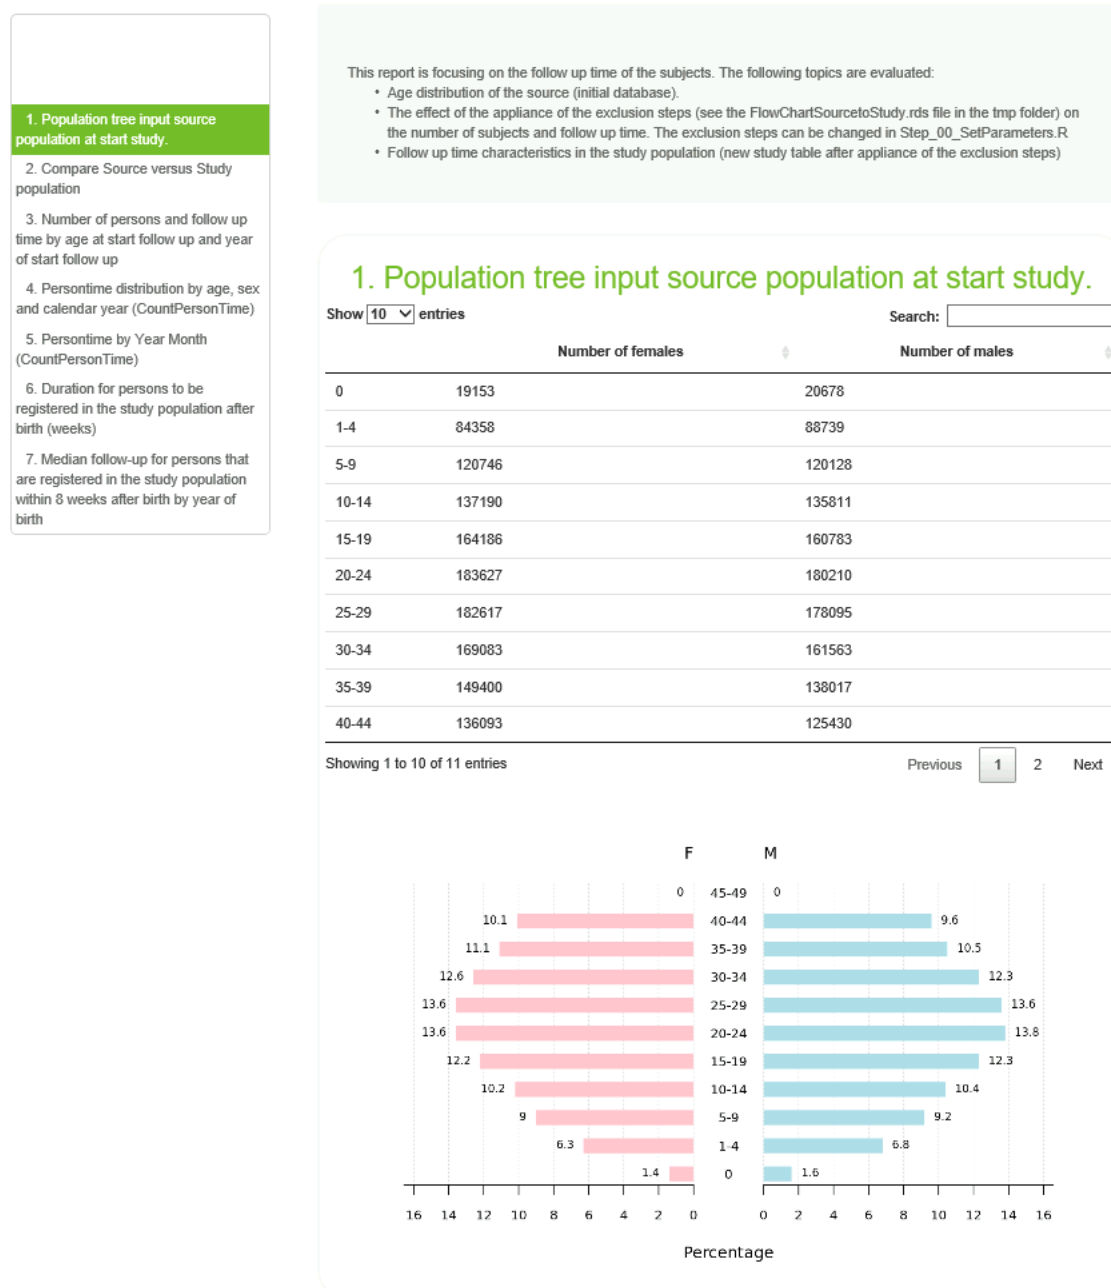 1. Population tree input source
population at start study.
2. Compare Source versus Study
population
3. Number of persons and follow up
time by age at start follow up and year
of start follow up
4. Persontime distribution by age, sex
and calendar year (CountPersonTime)
5. Persontime by Year Month
(CountPersonTime)
6. Duration for persons to be
registered in the study population after
birth (weeks)
7. Median follow-up for persons that
are registered in the study population
within 8 weeks after birth by year of
birth
This report is focusing on the follow up time of the subjects. The following topics are evaluated:
• Age distribution of the source (initial database).
• The effect of the appliance of the exclusion steps (see the FlowChartSourcetoStudy.rds file in the tmp folder) on
the number of subjects and follow up time. The exclusion steps can be changed in Step_00_SetParameters.R
• Follow up time characteristics in the study population (new study table after appliance of the exclusion steps)
1. Population tree input source population at start study.
Show 10 entries Search:
Number of females Number of males
0 19153 20678
1-4 84358 88739
5-9 120746 120128
10-14 137190 135811
15-19 164186 160783
20-24 183627 180210
25-29 182617 178095
30-34 169083 161563
35-39 149400 138017
40-44 136093 125430
Showing 1 to 10 of 11 entries Previous 1 2 Next
F M
0 45-49 0
10.1 40-44 9.6
11.1 35-39 10.5
12.6 30-34 12.3
13.6 25-29 13.6
13.6 20-24 13.8
12.2 15-19 12.3
10.2 10-14 10.4
9 5-9 9.2
6.3 1-4 6.8
1.4 0 1.6
16 14 12 10 8 6 4 2 0 0 2 4 6 8 10 12 14 16
Percentage